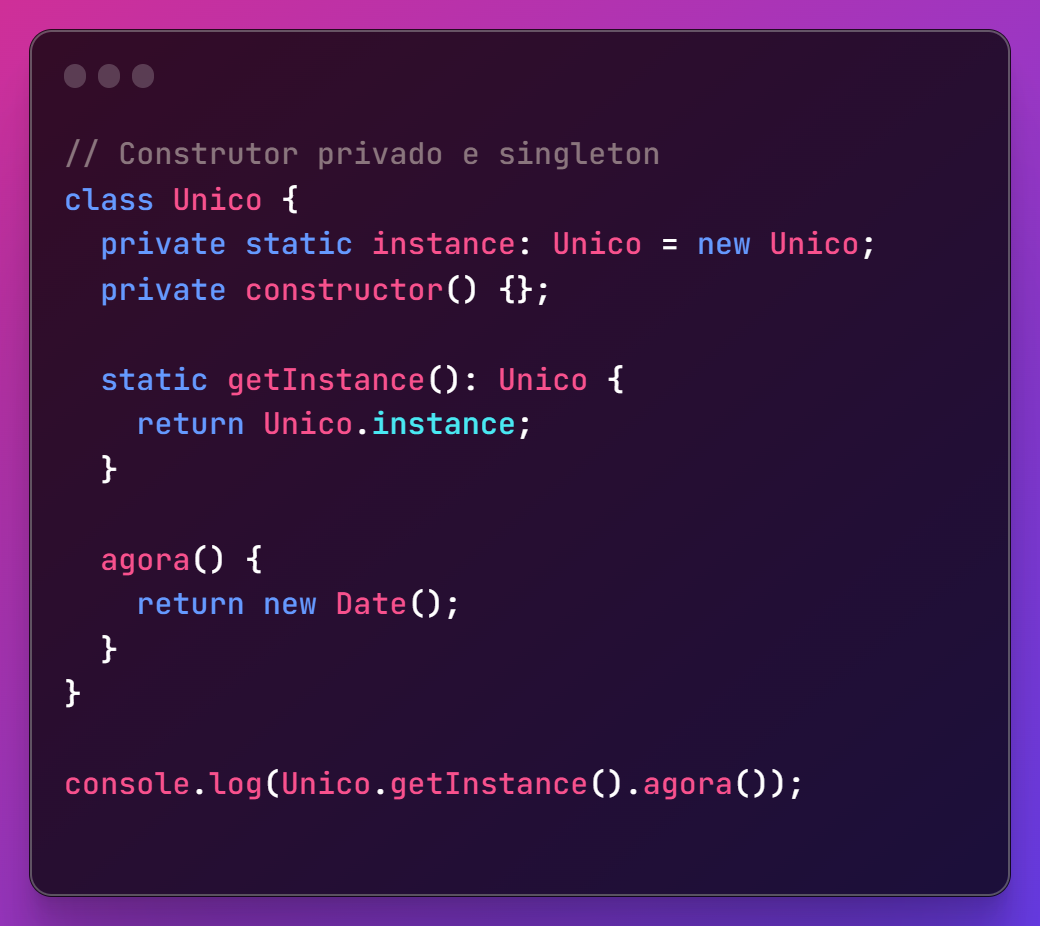 // Construtor privado e singleton
class Unico {
  private static instance: Unico = new Unico;
  private constructor() {};

  static getInstance(): Unico {
    return Unico.instance;
  }

  agora() {
    return new Date();
  }
}

console.log(Unico.getInstance().agora());